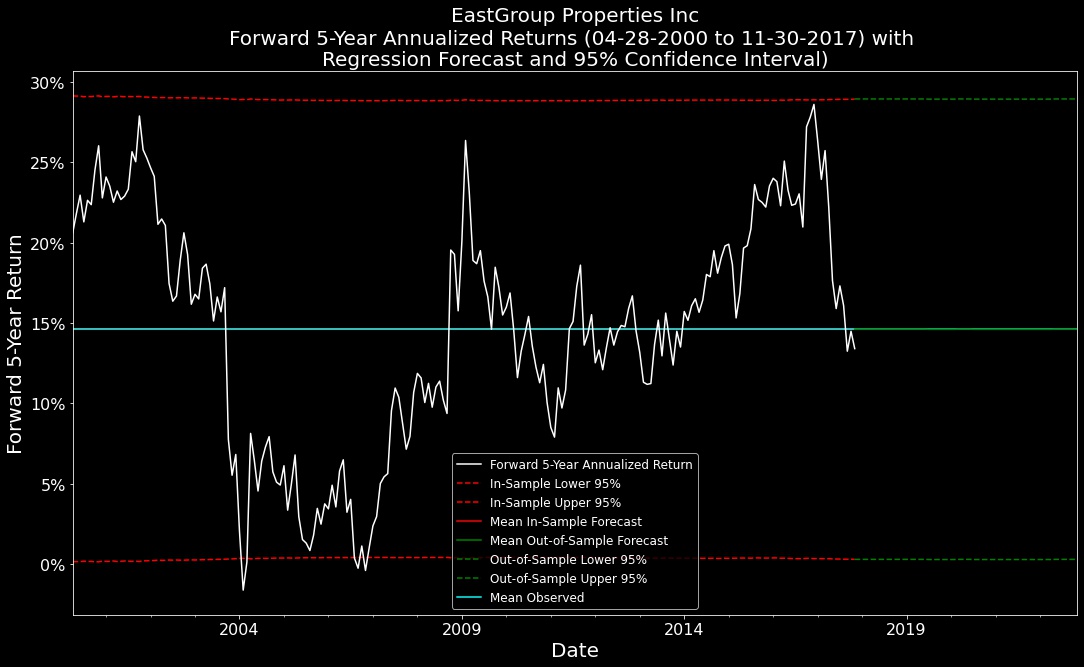 EastGroup Properties Inc
Forward 5-Year Annualized Returns (04-28-2000 to 11-30-2017) with
Regression Forecast and 95% Confidence Interval)
30%
25%
20%
15%
10%
5%
0%
Forward 5-Year Return
Forward 5-Year Annualized Return
In-Sample Lower 95%
In-Sample Upper 95%
Mean In-Sample Forecast
Mean Out-of-Sample Forecast
Out-of-Sample Lower 95%
Out-of-Sample Upper 95%
Mean Observed
2004 2009 2014 2019
Date